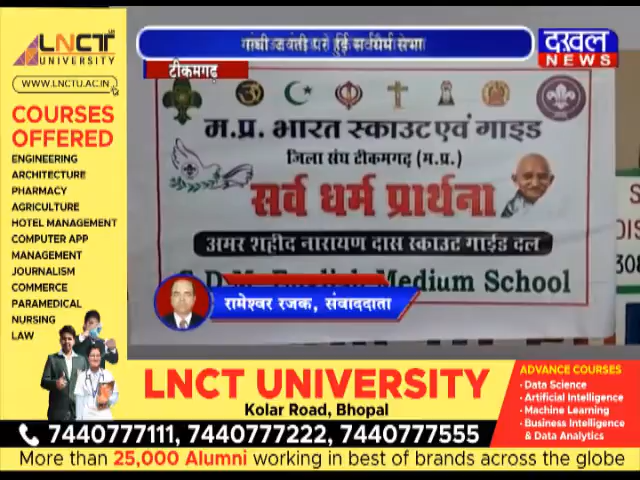 LNCT
UNIVERSITY
WWW.LNCTU.AC.IN
COURSES
OFFERED
ENGINEERING
ARCHITECTURE
PHARMACY
AGRICULTURE
HOTEL MANAGEMENT
COMPUTER APP
MANAGEMENT
JOURNALISM
COMMERCE
PARAMEDICAL
NURSING
LAW
गांधी जयंती पर हुई सर्वधर्म सभा
टीकमगढ़
दख़ल
NEWS
म.प्र. भारत स्काउट एवं गाइड
जिला संघ टीकमगढ़ (म.प्र.)
सर्व धर्म प्रार्थना
अमर शहीद नारायण दास स्काउट गाईड दल
Medium School
रामेश्वर रजक, संवाददाता
LNCT UNIVERSITY
Kolar Road, Bhopal
7440777111, 7440777222, 7440777555
ADVANCE COURSES
• Data Science
• Artificial Intelligence
• Machine Learning
• Business Intelligence
& Data Analytics
More than 25,000 Alumni working in best of brands across the globe